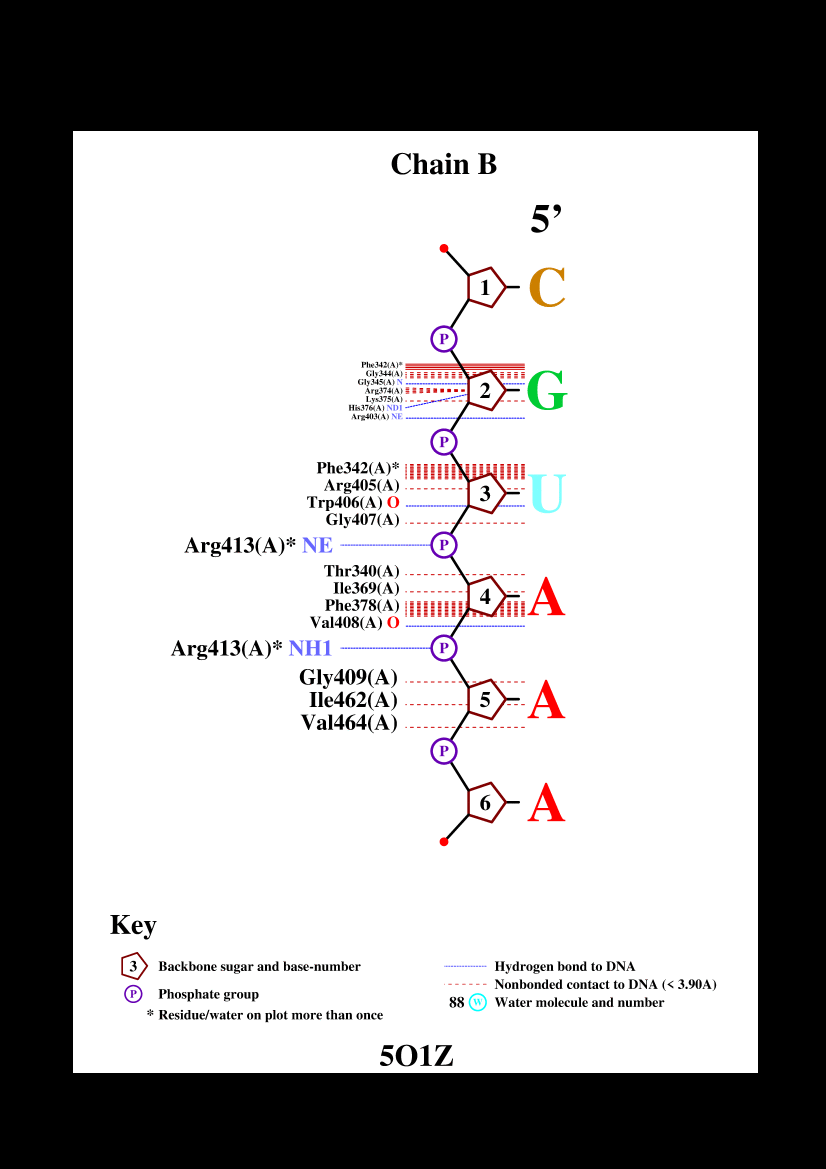 Chain B
5’
1 C
P
Phe342(A)*
Gly344(A)
Gly345(A) N
Arg374(A)
2 G
Lys375(A)
His376(A) ND1
Arg403(A) NE
P
Phe342(A)*
Arg405(A)
3 U
Trp406(A) O
Gly407(A)
Arg413(A)* NE P
Thr340(A)
Ile369(A)
4 A
Phe378(A)
Val408(A) O
Arg413(A)* NH1 P
Gly409(A)
Ile462(A) 5 A
Val464(A)
P
6 A
Key
3 Backbone sugar and base-number
P Phosphate group
* Residue/water on plot more than once
Hydrogen bond to DNA
Nonbonded contact to DNA (< 3.90A)
88 W Water molecule and number
5O1Z